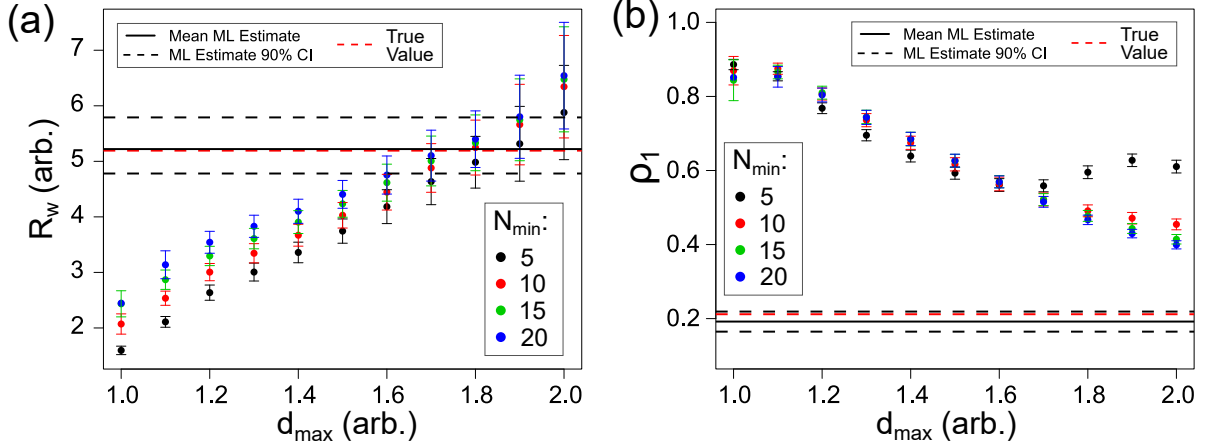 (a)
Mean ML Estimate
ML Estimate 90% CI
True
Value
7
6
5
4
3
2
R_w (arb.)
N_min:
5
10
15
20
1.0 1.2 1.4 1.6 1.8 2.0
d_max (arb.)
(b)
Mean ML Estimate
ML Estimate 90% CI
True
Value
1.0
0.8
0.6
0.4
0.2
ρ_1
N_min:
5
10
15
20
1.0 1.2 1.4 1.6 1.8 2.0
d_max (arb.)